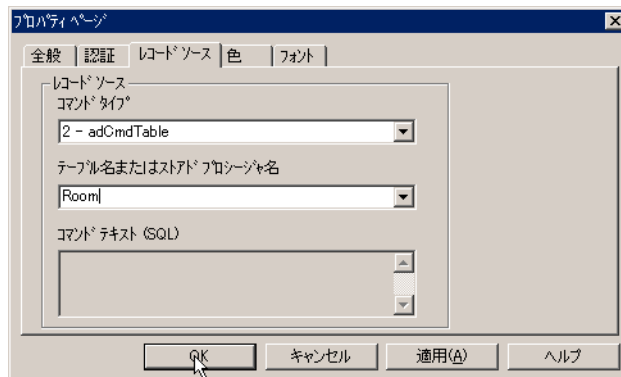 プロパティ ページ
全般 認証 レコード ソース 色 フォント
レコード ソース
コマンド タイプ
2 - adCmdTable
テーブル名またはストアド プロシージャ名
Room
コマンド テキスト (SQL)
OK キャンセル 適用(A) ヘルプ